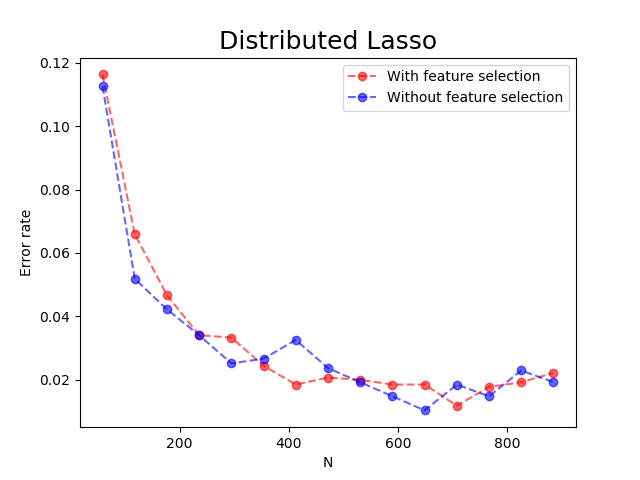 Distributed Lasso
With feature selection
Without feature selection
0.12
0.10
0.08
0.06
0.04
0.02
Error rate
200 400 600 800
N